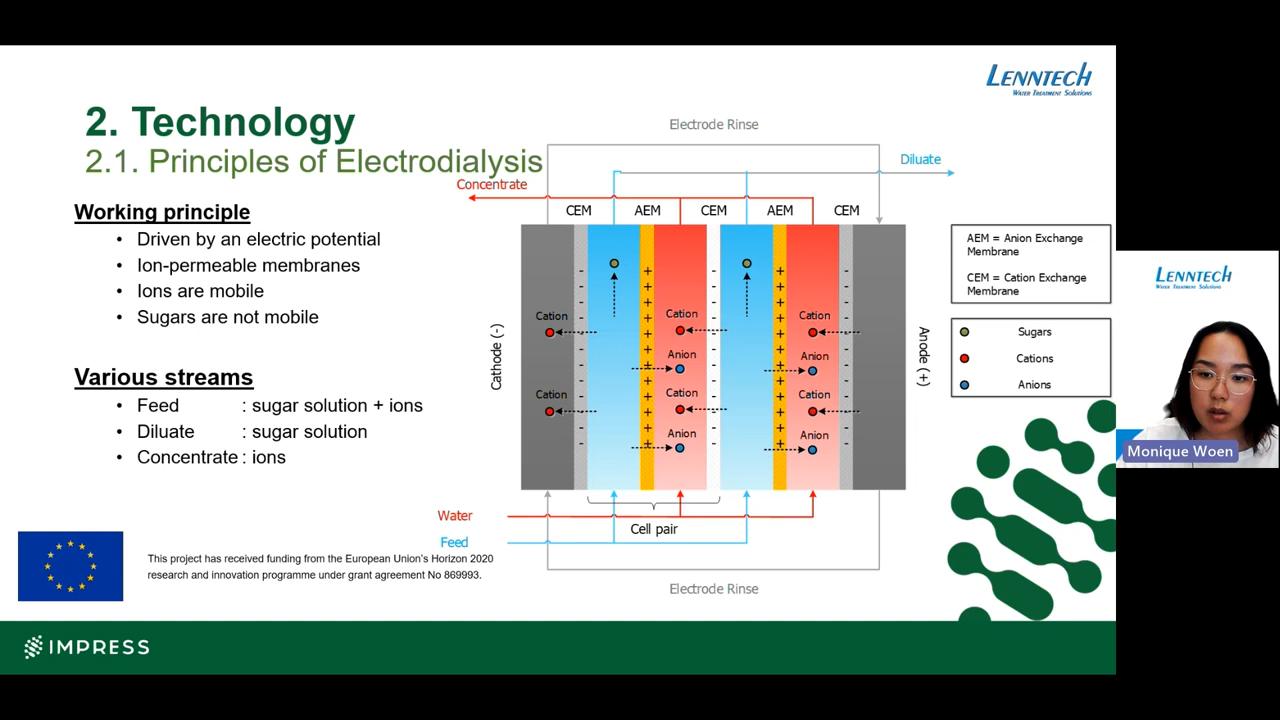 LENNTECH
WATER TREATMENT SOLUTIONS
2. Technology
2.1. Principles of Electrodialysis
Working principle
• Driven by an electric potential
• Ion-permeable membranes
• Ions are mobile
• Sugars are not mobile
Various streams
• Feed : sugar solution + ions
• Diluate : sugar solution
• Concentrate : ions
Electrode Rinse
Diluate
Concentrate
CEM AEM CEM AEM CEM
Cathode (-)
Cation
Cation
Cation
Anion
Cation
Anion
Cation
Anion
Cation
Anion
Anode (+)
Water
Feed
Cell pair
Electrode Rinse
AEM = Anion Exchange
Membrane
CEM = Cation Exchange
Membrane
Sugars
Cations
Anions
This project has received funding from the European Union's Horizon 2020
research and innovation programme under grant agreement No 869993.
IMPRESS
LENNTECH
Monique Woen